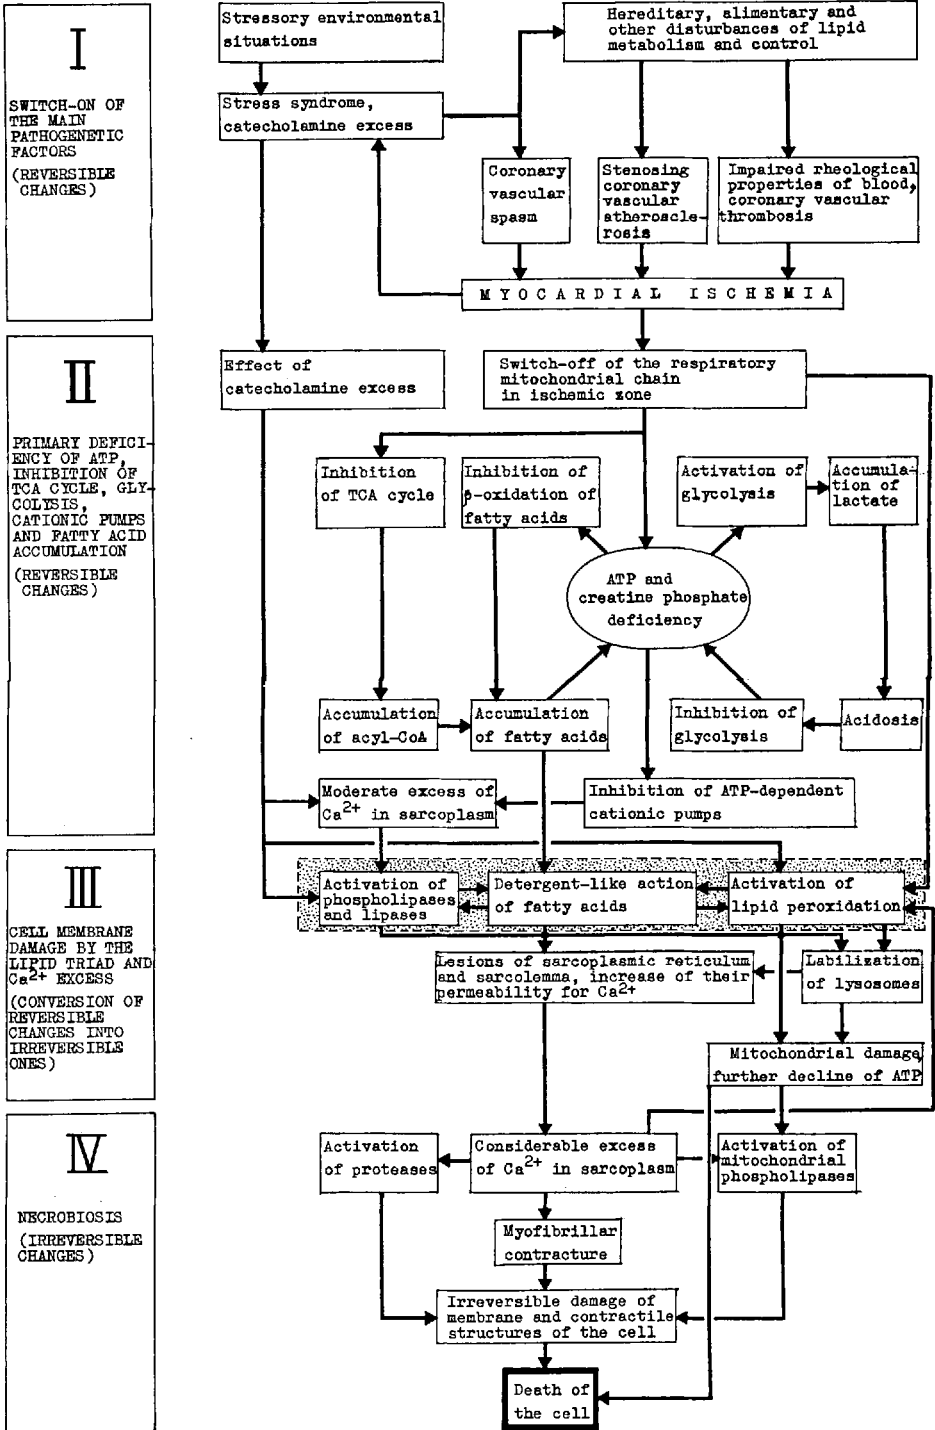 I
SWITCH-ON OF
THE MAIN
PATHOGENETIC
FACTORS
(REVERSIBLE
CHANGES)
Stressory environmental
situations
Hereditary, alimentary and
other disturbances of lipid
metabolism and control
Stress syndrome,
catecholamine excess
Coronary
vascular
spasm
Stenosing
coronary
vascular
atheroscle-
rosis
Impaired rheological
properties of blood,
coronary vascular
thrombosis
MYOCARDIAL ISCHEMIA
II
PRIMARY DEFICI-
ENCY OF ATP,
INHIBITION OF
TCA CYCLE, GLY-
COLYSIS,
CATIONIC PUMPS
AND FATTY ACID
ACCUMULATION
(REVERSIBLE
CHANGES)
Effect of
catecholamine excess
Switch-off of the respiratory
mitochondrial chain
in ischemic zone
Inhibition
of TCA cycle
Inhibition of
β-oxidation of
fatty acids
Activation of
glycolysis
Accumula-
tion of
lactate
ATP and
creatine phosphate
deficiency
Accumulation
of acyl-CoA
Accumulation
of fatty acids
Inhibition of
glycolysis
Acidosis
Moderate excess of
Ca2+ in sarcoplasm
Inhibition of ATP-dependent
cationic pumps
III
CELL MEMBRANE
DAMAGE BY THE
LIPID TRIAD AND
Ca2+ EXCESS
(CONVERSION OF
REVERSIBLE
CHANGES INTO
IRREVERSIBLE
ONES)
Activation of
phospholipases
and lipases
Detergent-like action
of fatty acids
Activation of
lipid peroxidation
Lesions of sarcoplasmic reticulum
and sarcolemma, increase of their
permeability for Ca2+
Labilization
of lysosomes
Mitochondrial damage,
further decline of ATP
IV
NECROBIOSIS
(IRREVERSIBLE
CHANGES)
Activation
of proteases
Considerable excess
of Ca2+ in sarcoplasm
Activation of
mitochondrial
phospholipases
Myofibrillar
contracture
Irreversible damage of
membrane and contractile
structures of the cell
Death of
the cell